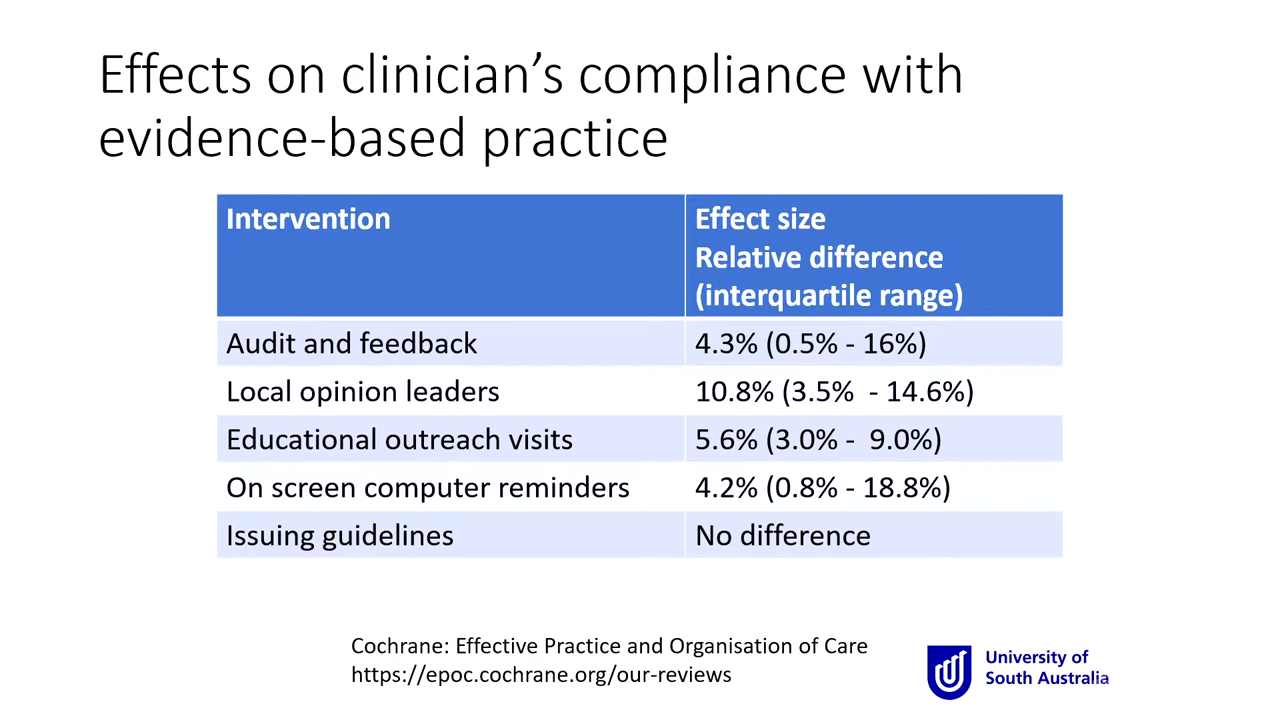 Effects on clinician’s compliance with
evidence-based practice
Intervention
Effect size
Relative difference
(interquartile range)
Audit and feedback
4.3% (0.5% - 16%)
Local opinion leaders
10.8% (3.5%  - 14.6%)
Educational outreach visits
5.6% (3.0% -  9.0%)
On screen computer reminders
4.2% (0.8% - 18.8%)
Issuing guidelines
No difference
Cochrane: Effective Practice and Organisation of Care
https://epoc.cochrane.org/our-reviews
University of
South Australia